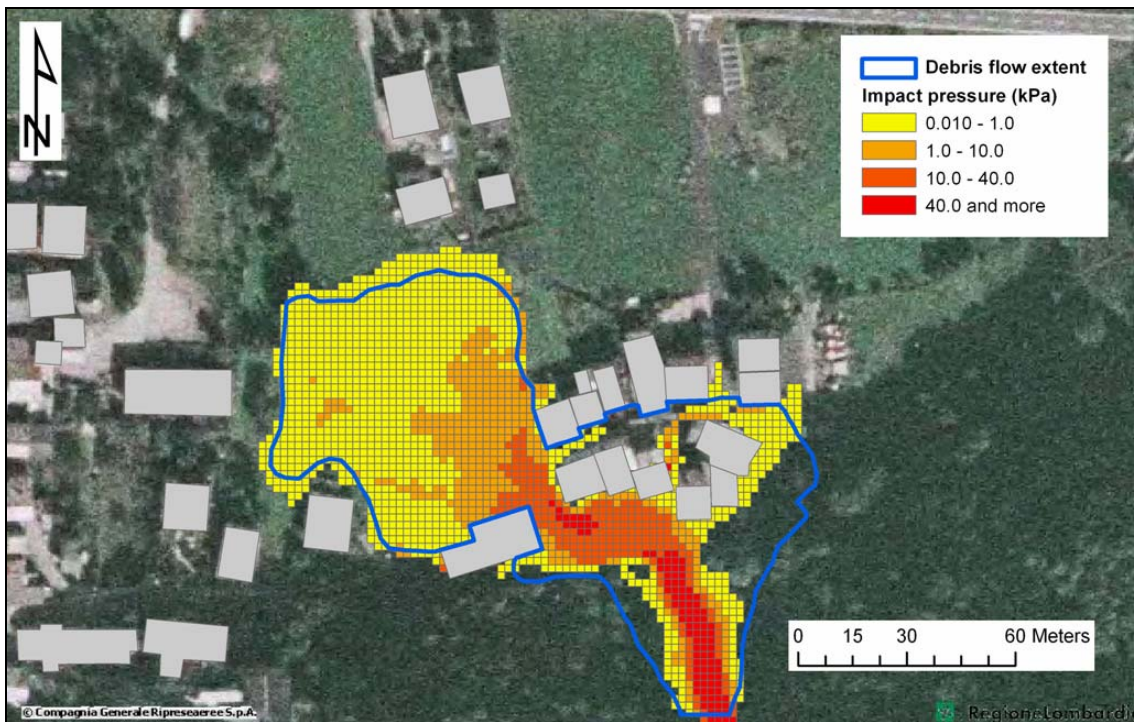 N
Debris flow extent
Impact pressure (kPa)
0.010 - 1.0
1.0 - 10.0
10.0 - 40.0
40.0 and more
0 15 30 60 Meters
© Compagnia Generale Ripreseaeree S.p.A.
RegioneLombardia